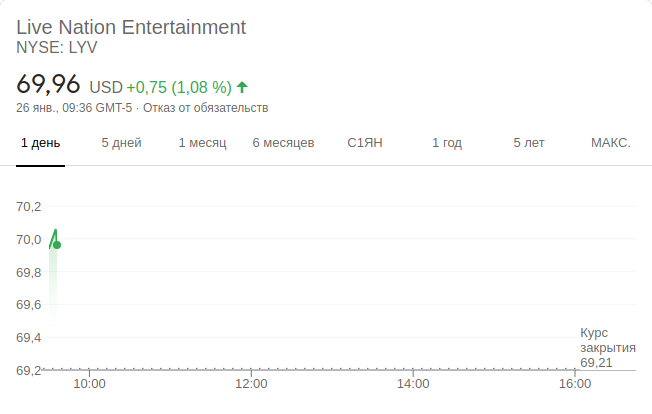 Live Nation Entertainment
NYSE: LYV
69,96 USD +0,75 (1,08 %)
26 янв., 09:36 GMT-5 · Отказ от обязательств
1 день 5 дней 1 месяц 6 месяцев С1ЯН 1 год 5 лет МАКС.
70,2
70,0
69,8
69,6
69,4
69,2
Курс
закрытия
69,21
10:00 12:00 14:00 16:00